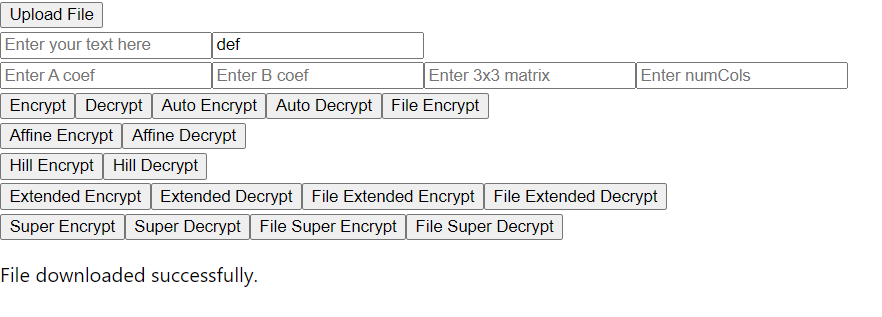 Upload File
Enter your text here def
Enter A coef Enter B coef Enter 3x3 matrix Enter numCols
Encrypt Decrypt Auto Encrypt Auto Decrypt File Encrypt
Affine Encrypt Affine Decrypt
Hill Encrypt Hill Decrypt
Extended Encrypt Extended Decrypt File Extended Encrypt File Extended Decrypt
Super Encrypt Super Decrypt File Super Encrypt File Super Decrypt
File downloaded successfully.